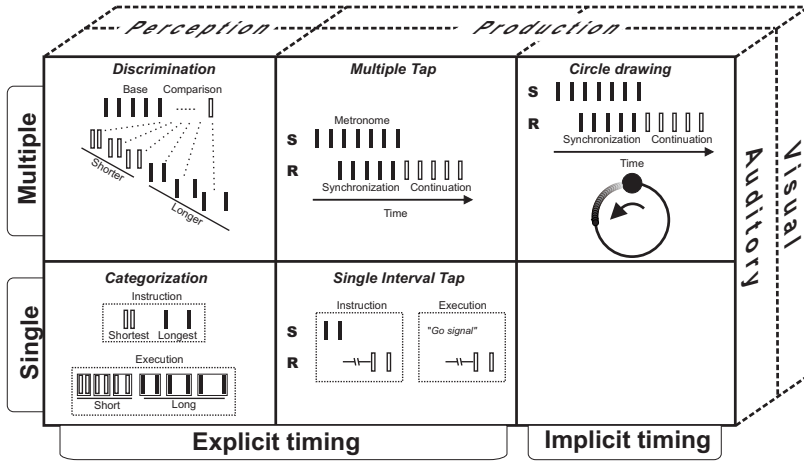 Perception
Production
Multiple
Discrimination
Base
Comparison
Shorter
Longer
Multiple Tap
Metronome
S
R
Synchronization
Continuation
Time
Circle drawing
S
R
Synchronization
Continuation
Time
Auditory
Visual
Single
Categorization
Instruction
Shortest
Longest
Execution
Short
Long
Single Interval Tap
Instruction
Execution
S
"Go signal"
R
Explicit timing
Implicit timing